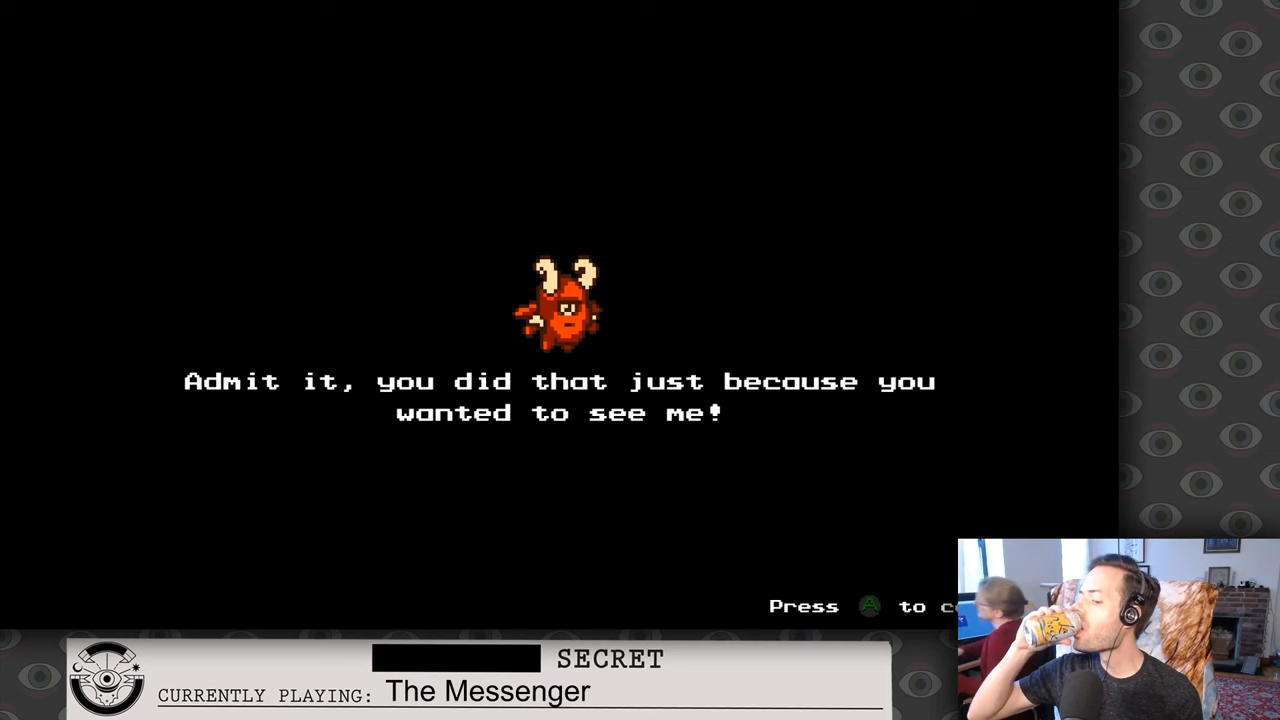 Admit it, you did that just because you
wanted to see me!
Press A to
SECRET
CURRENTLY PLAYING: The Messenger